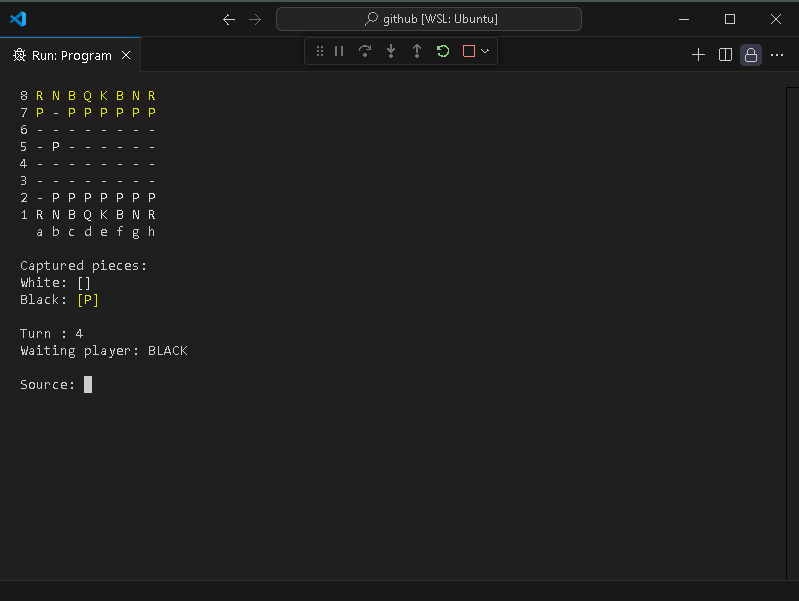 github [WSL: Ubuntu]
Run: Program
8 R N B Q K B N R
7 P - P P P P P P
6 - - - - - - - -
5 - P - - - - - -
4 - - - - - - - -
3 - - - - - - - -
2 - P P P P P P P
1 R N B Q K B N R
a b c d e f g h
Captured pieces:
White: []
Black: [P]
Turn : 4
Waiting player: BLACK
Source: